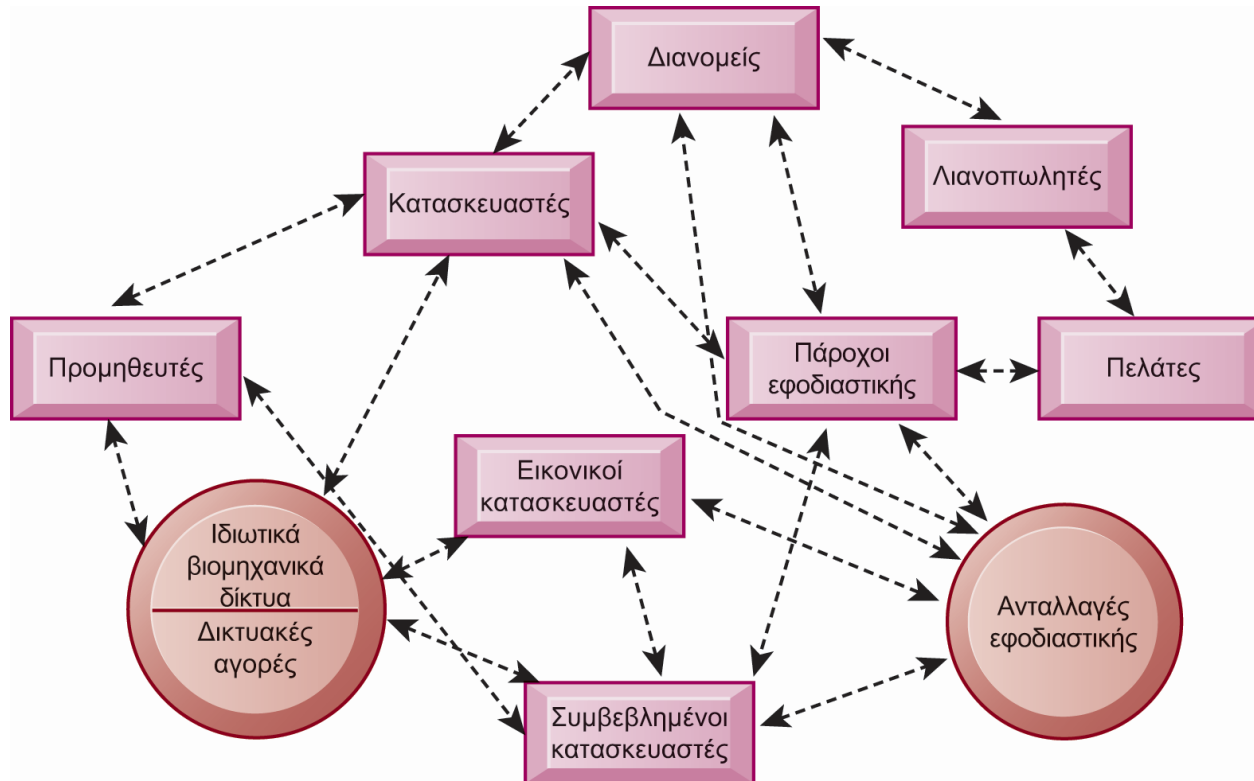 Διανομείς
Κατασκευαστές
Λιανοπωλητές
Προμηθευτές
Πάροχοι
εφοδιαστικής
Πελάτες
Εικονικοί
κατασκευαστές
Ιδιωτικά
βιομηχανικά
δίκτυα
Δικτυακές
αγορές
Ανταλλαγές
εφοδιαστικής
Συμβεβλημένοι
κατασκευαστές